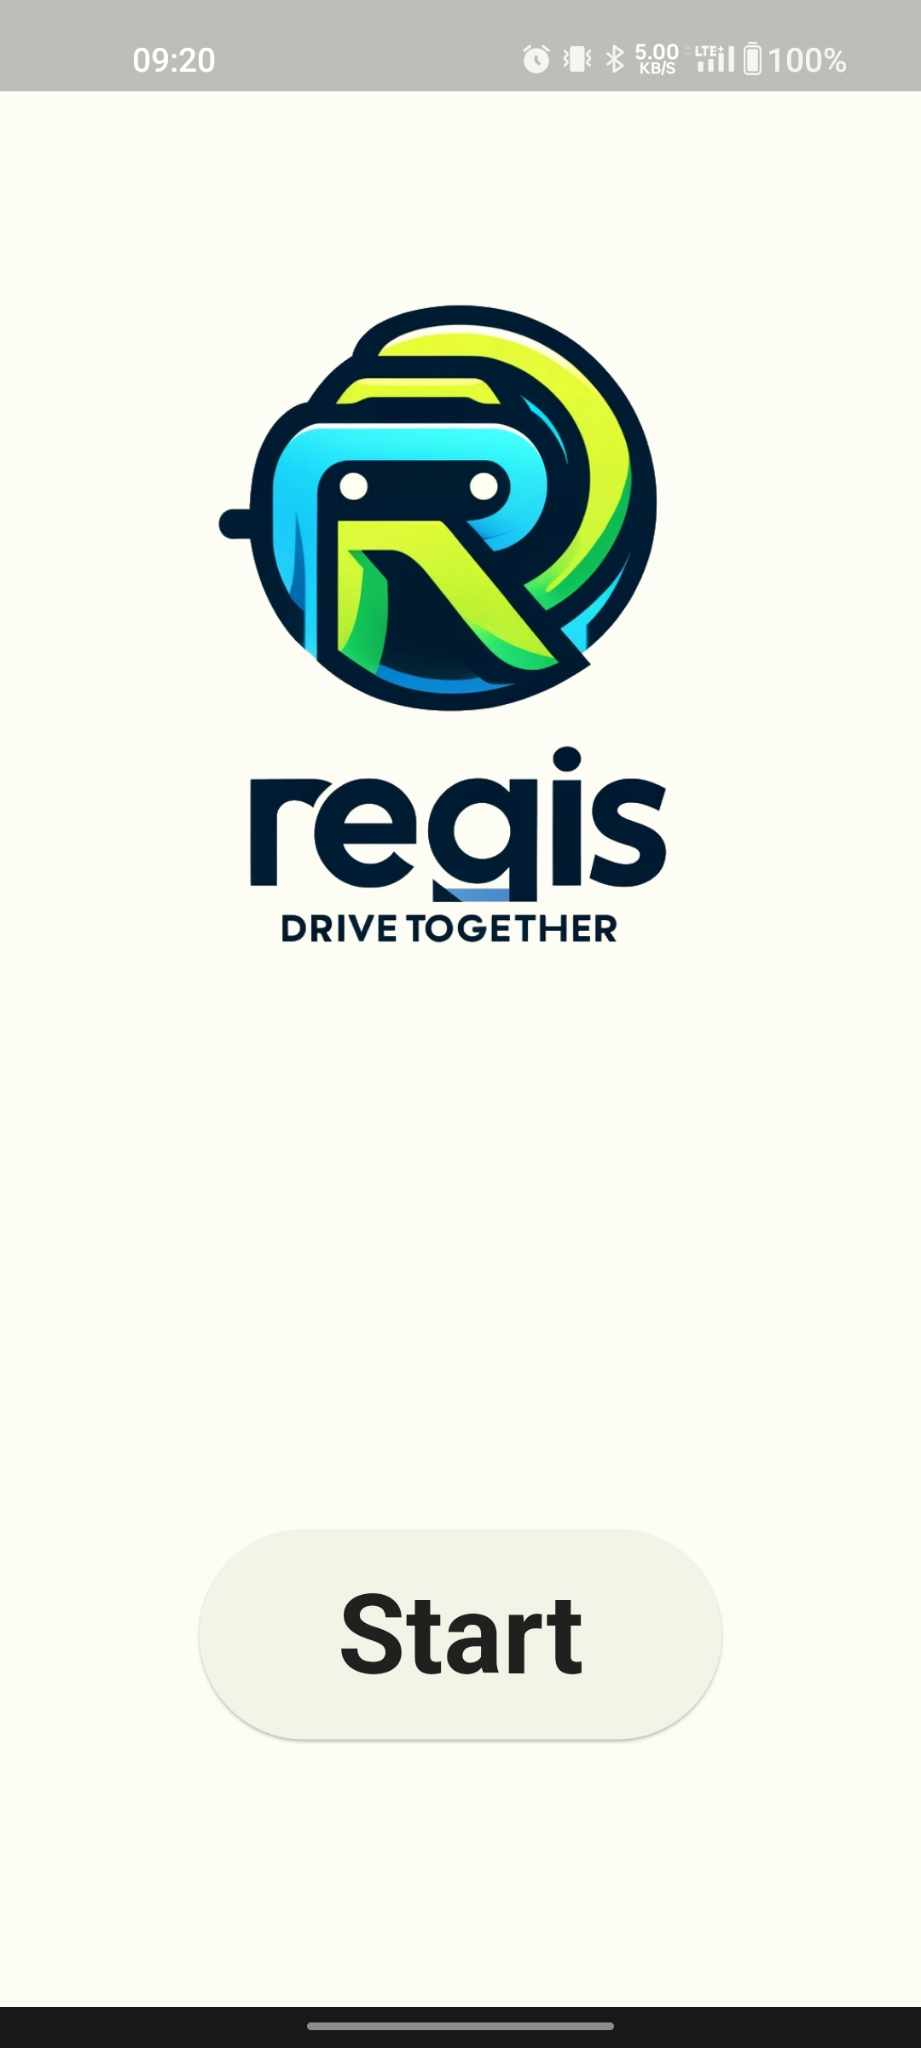 09:20
5.00
KB/S
LTE+
100%
R
regis
DRIVE TOGETHER
Start